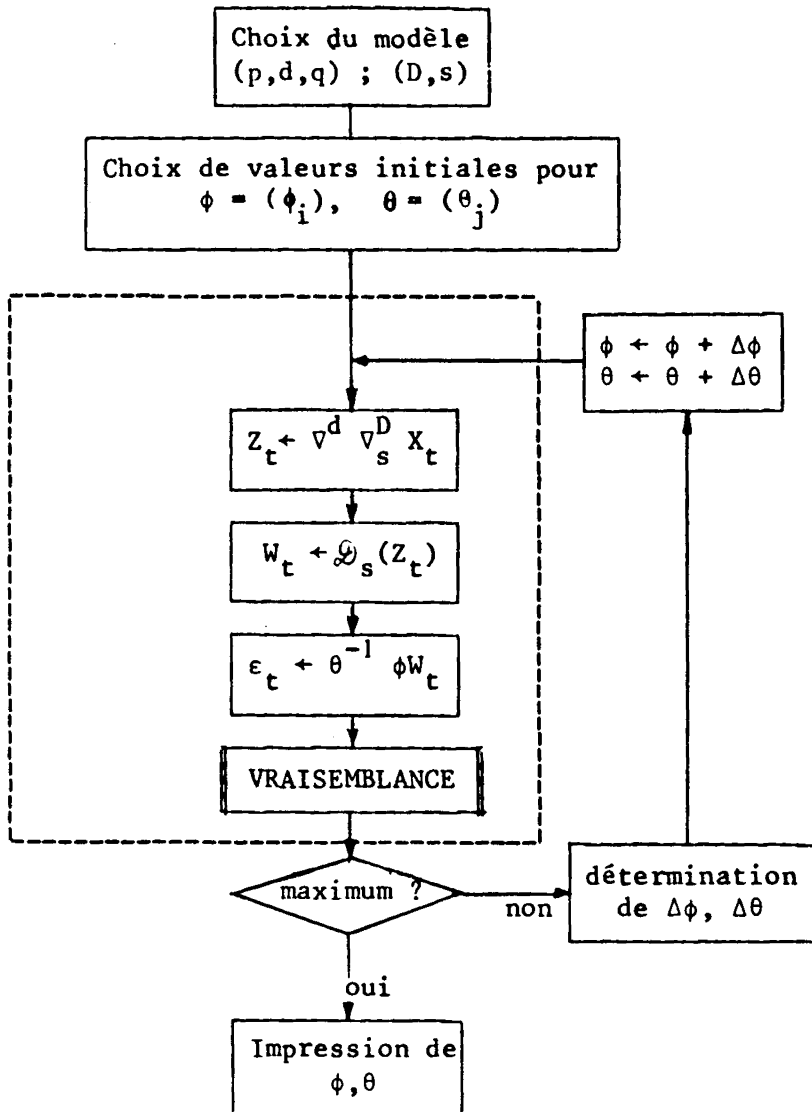 Choix du modèle
(p,d,q) ; (D,s)
Choix de valeurs initiales pour
ϕ = (ϕ_i), θ = (θ_j)
ϕ ← ϕ + Δϕ
θ ← θ + Δθ
Z_t ← ∇^d ∇_s^D X_t
W_t ← 𝒟_s(Z_t)
ε_t ← θ^{-1} ϕW_t
VRAISEMBLANCE
maximum ?
non
détermination
de Δϕ, Δθ
oui
Impression de
ϕ,θ